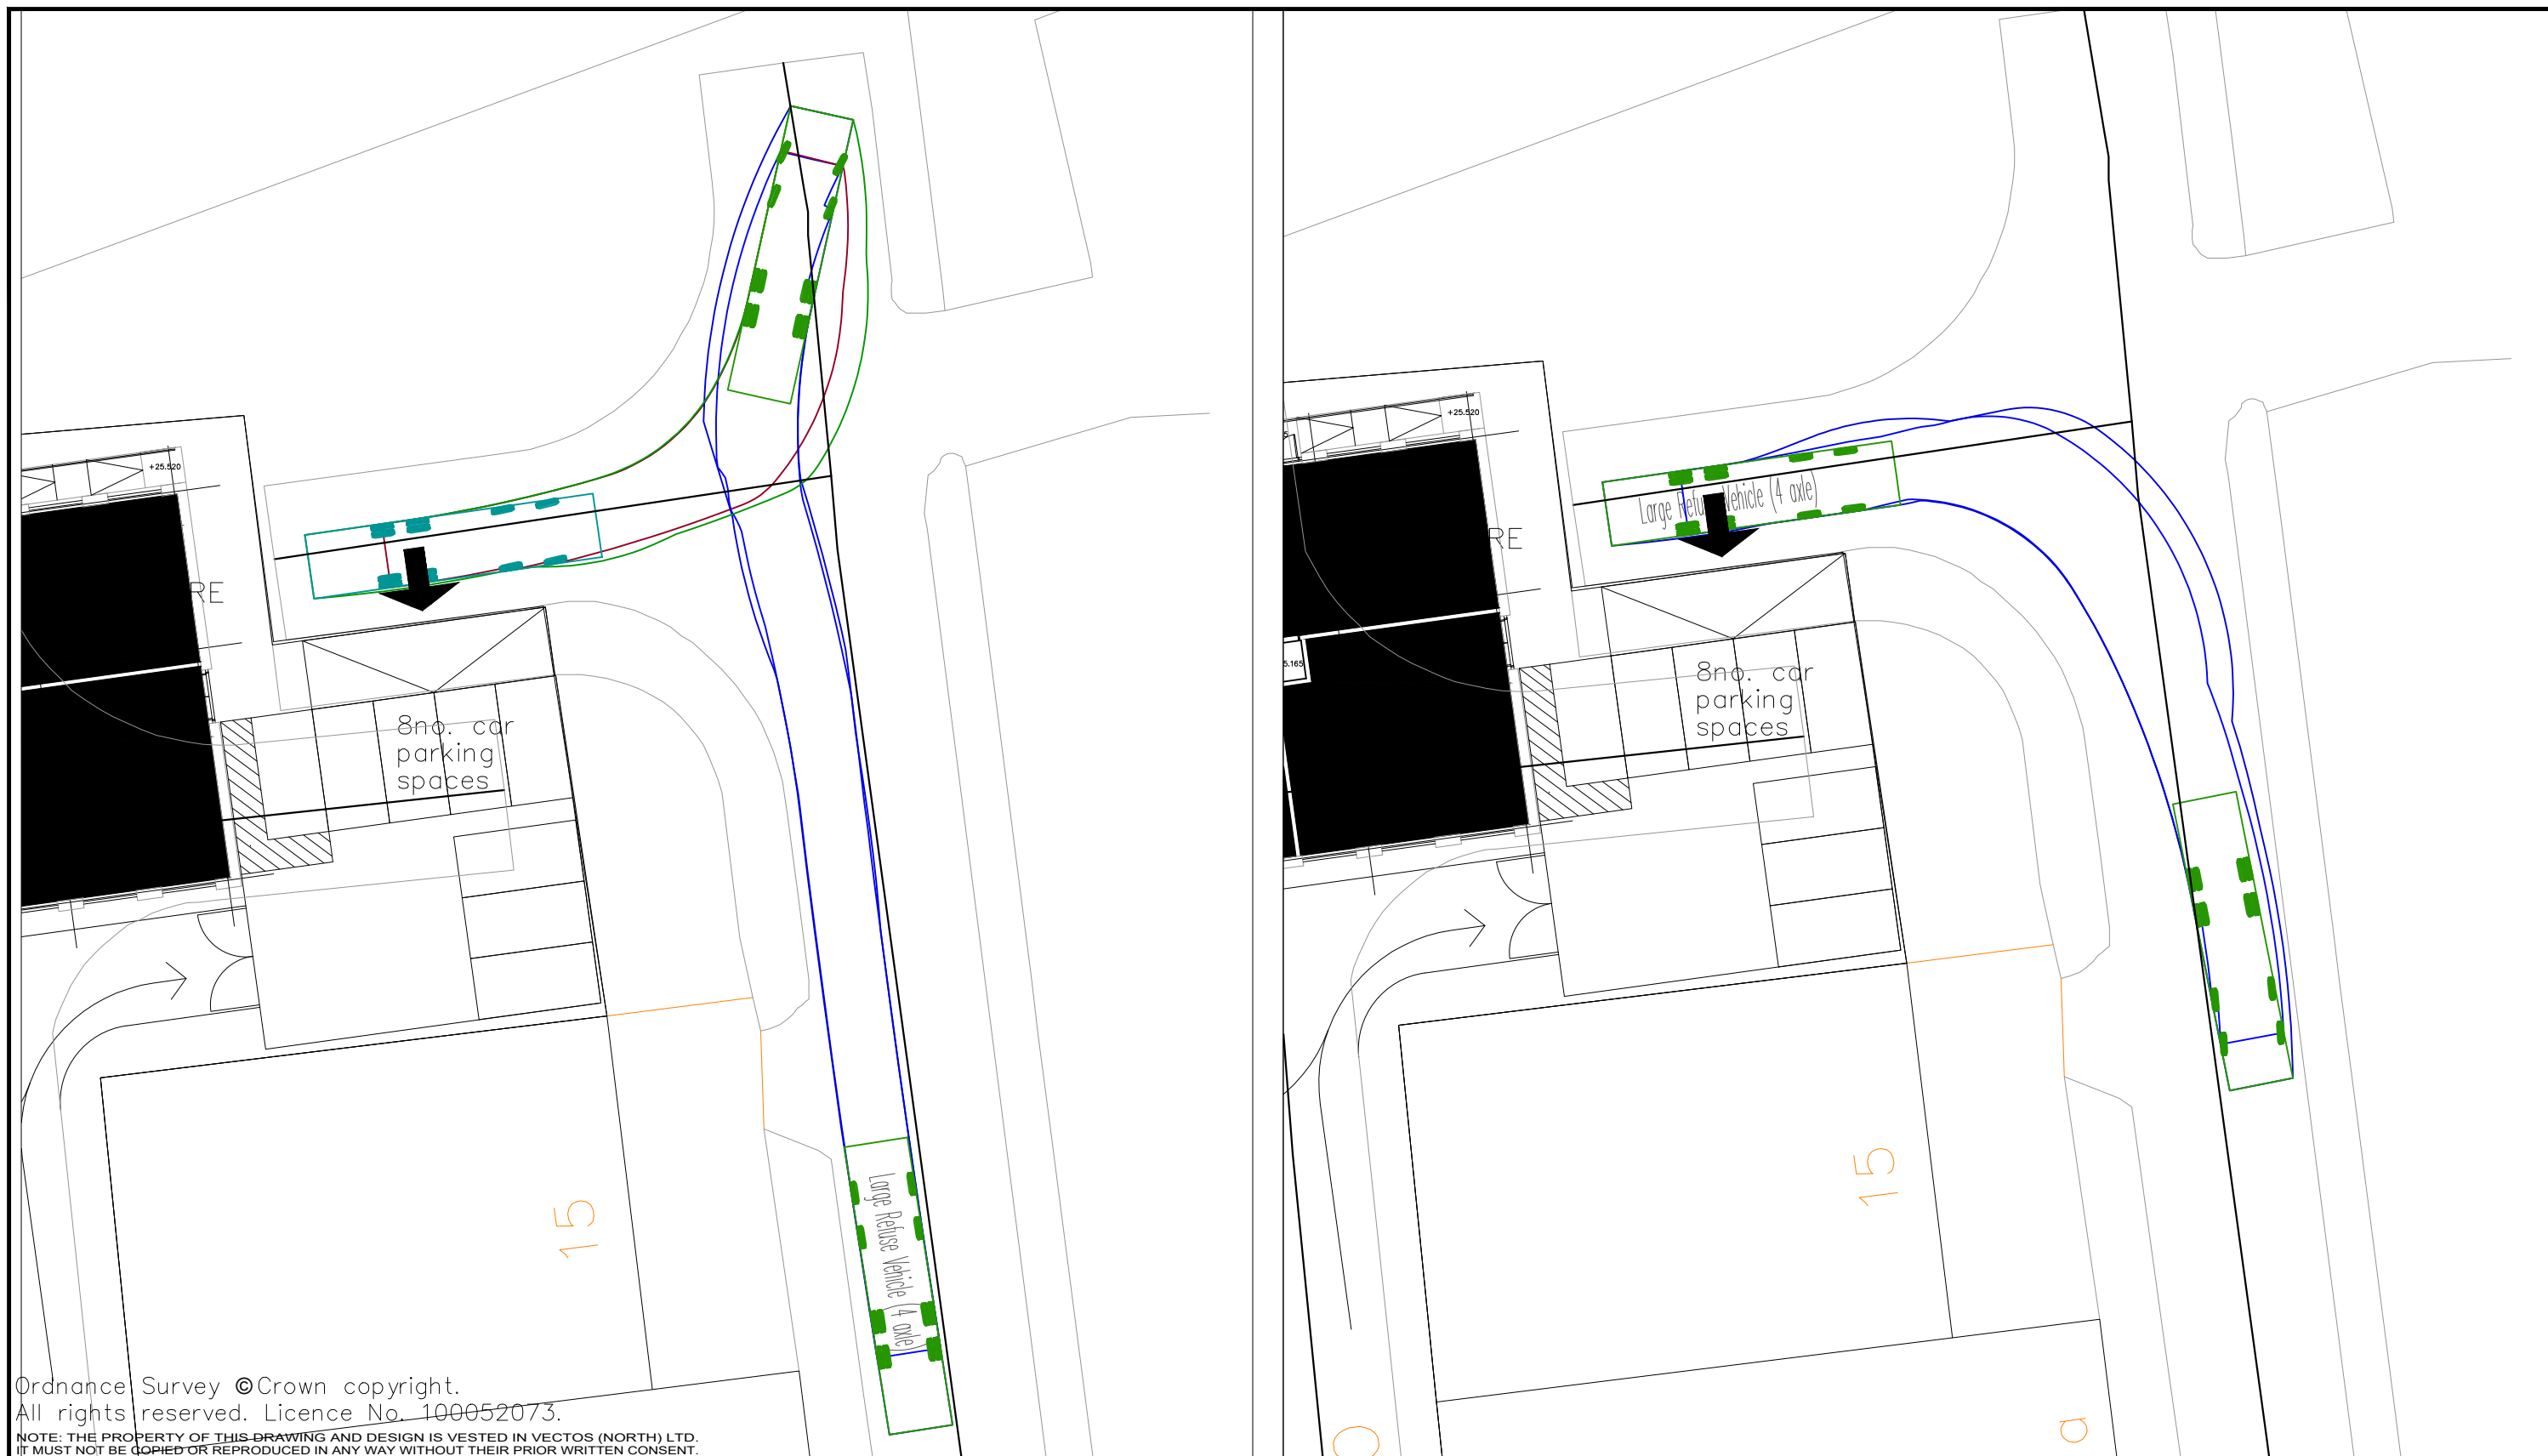 +25.520
RE
8no. car
parking
spaces
15
Large Refuse Vehicle (4 axle)
Ordnance Survey ©Crown copyright.
All rights reserved. Licence No. 100052073.
NOTE: THE PROPERTY OF THIS DRAWING AND DESIGN IS VESTED IN VECTOS (NORTH) LTD.
IT MUST NOT BE COPIED OR REPRODUCED IN ANY WAY WITHOUT THEIR PRIOR WRITTEN CONSENT.
+25.520
Large Refuse Vehicle (4 axle)
RE
5.165
8no. car
parking
spaces
15
a